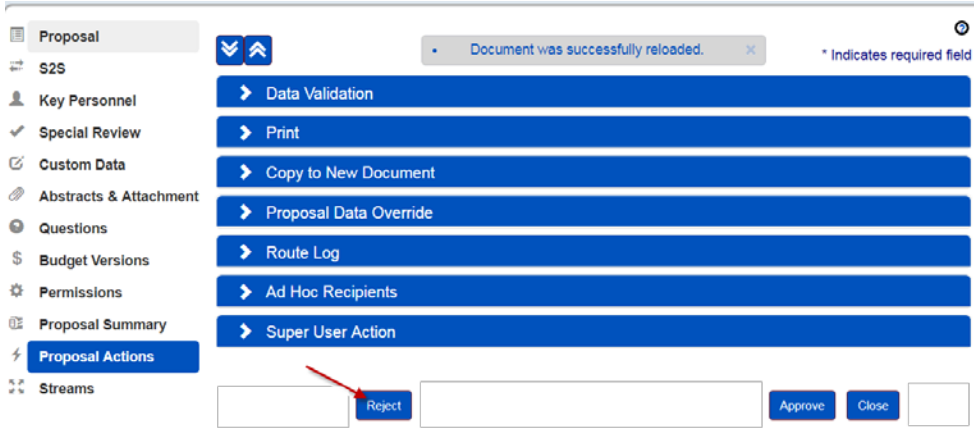 Proposal
S2S
Key Personnel
Special Review
Custom Data
Abstracts & Attachment
Questions
Budget Versions
Permissions
Proposal Summary
Proposal Actions
Streams
• Document was successfully reloaded. ×
* Indicates required field
Data Validation
Print
Copy to New Document
Proposal Data Override
Route Log
Ad Hoc Recipients
Super User Action
Reject
Approve
Close